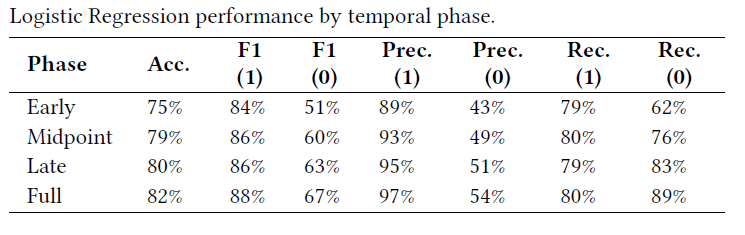 Logistic Regression performance by temporal phase.
Phase Acc. F1 (1) F1 (0) Prec. (1) Prec. (0) Rec. (1) Rec. (0)
Early 75% 84% 51% 89% 43% 79% 62%
Midpoint 79% 86% 60% 93% 49% 80% 76%
Late 80% 86% 63% 95% 51% 79% 83%
Full 82% 88% 67% 97% 54% 80% 89%